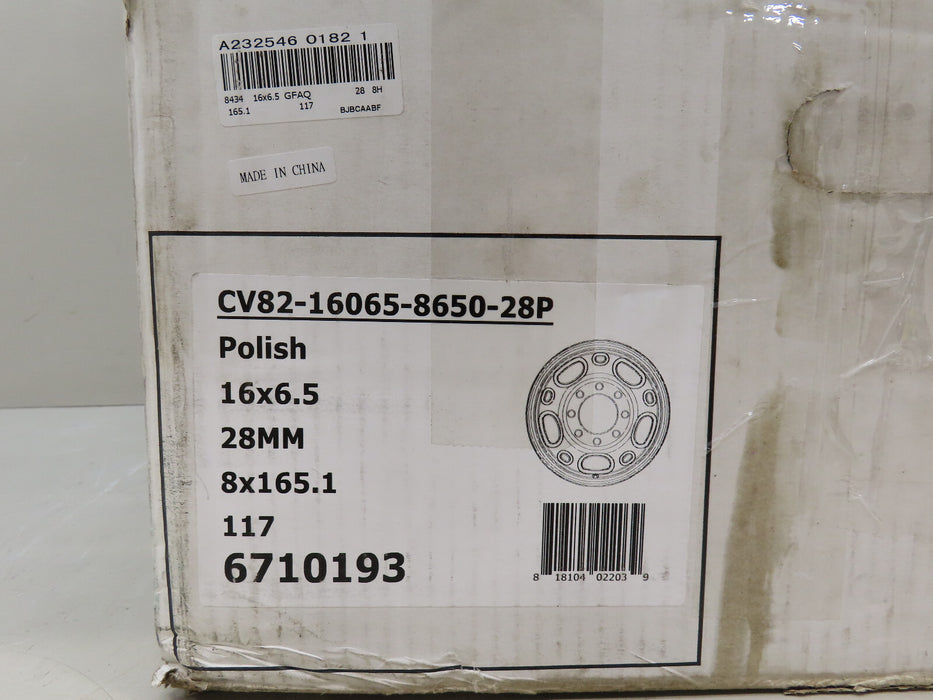 A232546 0182 1
8434 16x6.5 GFAQ 28 8H
165.1 117 BJBCAABF
MADE IN CHINA
CV82-16065-8650-28P
Polish
16x6.5
28MM
8x165.1
117
6710193
8 18104 02203 9